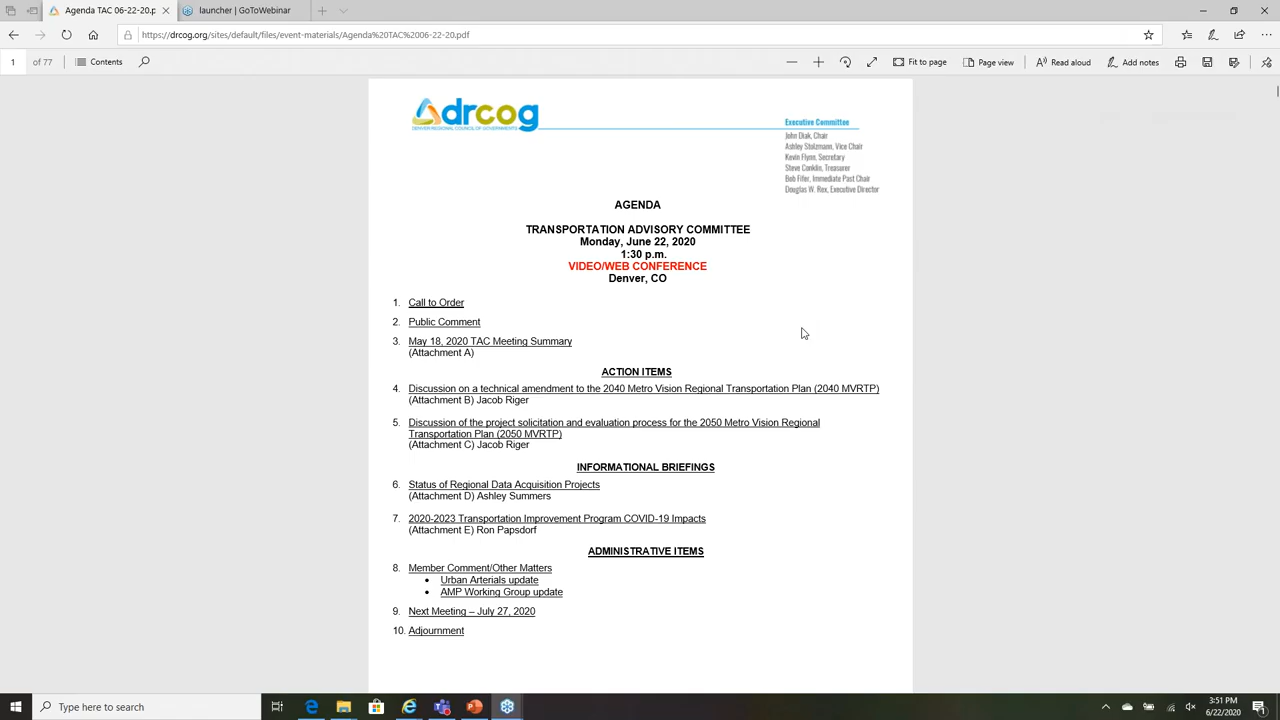 Agenda TAC 06-22-20.pdf
launcher | GoToWebinar
https://drcog.org/sites/default/files/event-materials/Agenda%20TAC%2006-22-20.pdf
1 of 77 Contents Fit to page Page view Read aloud Add notes
drcog
DENVER REGIONAL COUNCIL OF GOVERNMENTS
Executive Committee
John Diak, Chair
Ashley Stolzmann, Vice Chair
Kevin Flynn, Secretary
Steve Conklin, Treasurer
Bob Fifer, Immediate Past Chair
Douglas W. Rex, Executive Director
AGENDA
TRANSPORTATION ADVISORY COMMITTEE
Monday, June 22, 2020
1:30 p.m.
VIDEO/WEB CONFERENCE
Denver, CO
1. Call to Order
2. Public Comment
3. May 18, 2020 TAC Meeting Summary
(Attachment A)
ACTION ITEMS
4. Discussion on a technical amendment to the 2040 Metro Vision Regional Transportation Plan (2040 MVRTP)
(Attachment B) Jacob Riger
5. Discussion of the project solicitation and evaluation process for the 2050 Metro Vision Regional
Transportation Plan (2050 MVRTP)
(Attachment C) Jacob Riger
INFORMATIONAL BRIEFINGS
6. Status of Regional Data Acquisition Projects
(Attachment D) Ashley Summers
7. 2020-2023 Transportation Improvement Program COVID-19 Impacts
(Attachment E) Ron Papsdorf
ADMINISTRATIVE ITEMS
8. Member Comment/Other Matters
• Urban Arterials update
• AMP Working Group update
9. Next Meeting – July 27, 2020
10. Adjournment
Type here to search
3:51 PM
6/22/2020